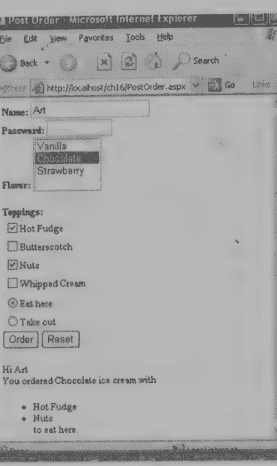 Post Order - Microsoft Internet Explorer
File Edit View Favorites Tools Help
Back Search
Address http://localhost/ch16/PostOrder.aspx Go Links
Name: Art
Password:
Vanilla
Chocolate
Strawberry
Flavor:
Toppings:
Hot Fudge
Butterscotch
Nuts
Whipped Cream
Eat here
Take out
Order Reset
Hi Art
You ordered Chocolate ice cream with
Hot Fudge
Nuts
to eat here.